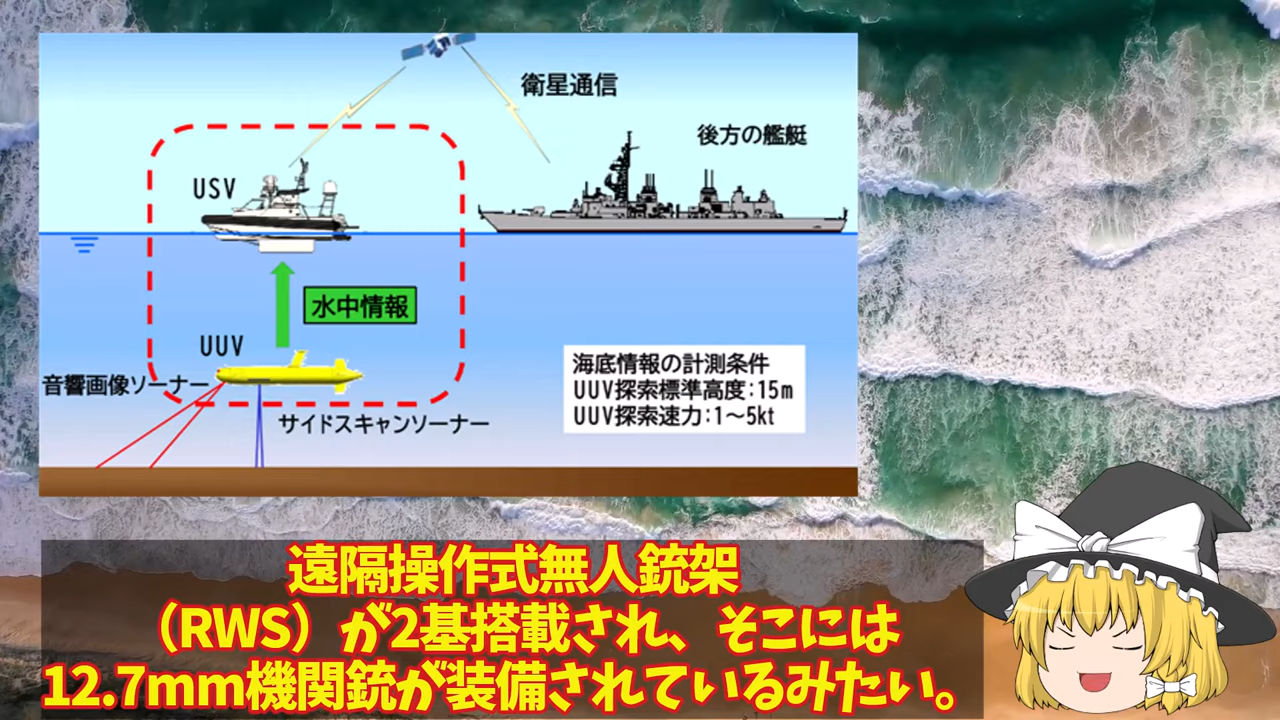 衛星通信
後方の艦艇
USV
水中情報
UUV
音響画像ソーナー
サイドスキャンソーナー
海底情報の計測条件
UUV探索標準高度:15m
UUV探索速力:1～5kt
遠隔操作式無人銃架
（RWS）が2基搭載され、そこには
12.7mm機関銃が装備されているみたい。